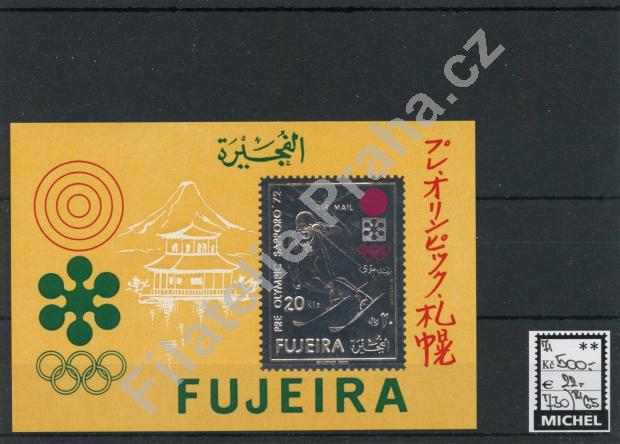 الفجيرة
プレ・オリンピック・札幌
PRE OLYMPIC SAPPORO '72
AIR MAIL
20 Rls.
FUJEIRA الفجيرة
FUJEIRA
Filatelie Praha.cz
71 **
Kč 500.-
€ 22.-
MICHEL